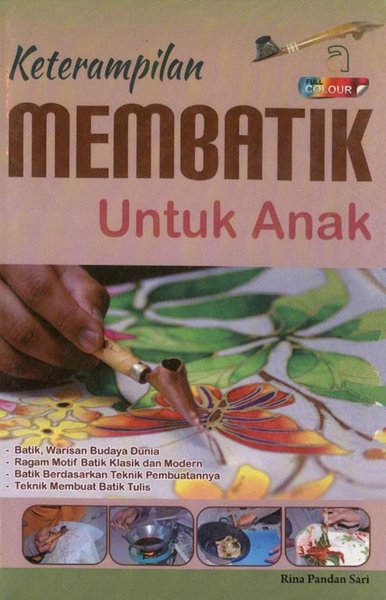 Keterampilan
FULL
COLOUR
MEMBATIK
Untuk Anak
- Batik, Warisan Budaya Dunia
- Ragam Motif Batik Klasik dan Modern
- Batik Berdasarkan Teknik Pembuatannya
- Teknik Membuat Batik Tulis
Rina Pandan Sari